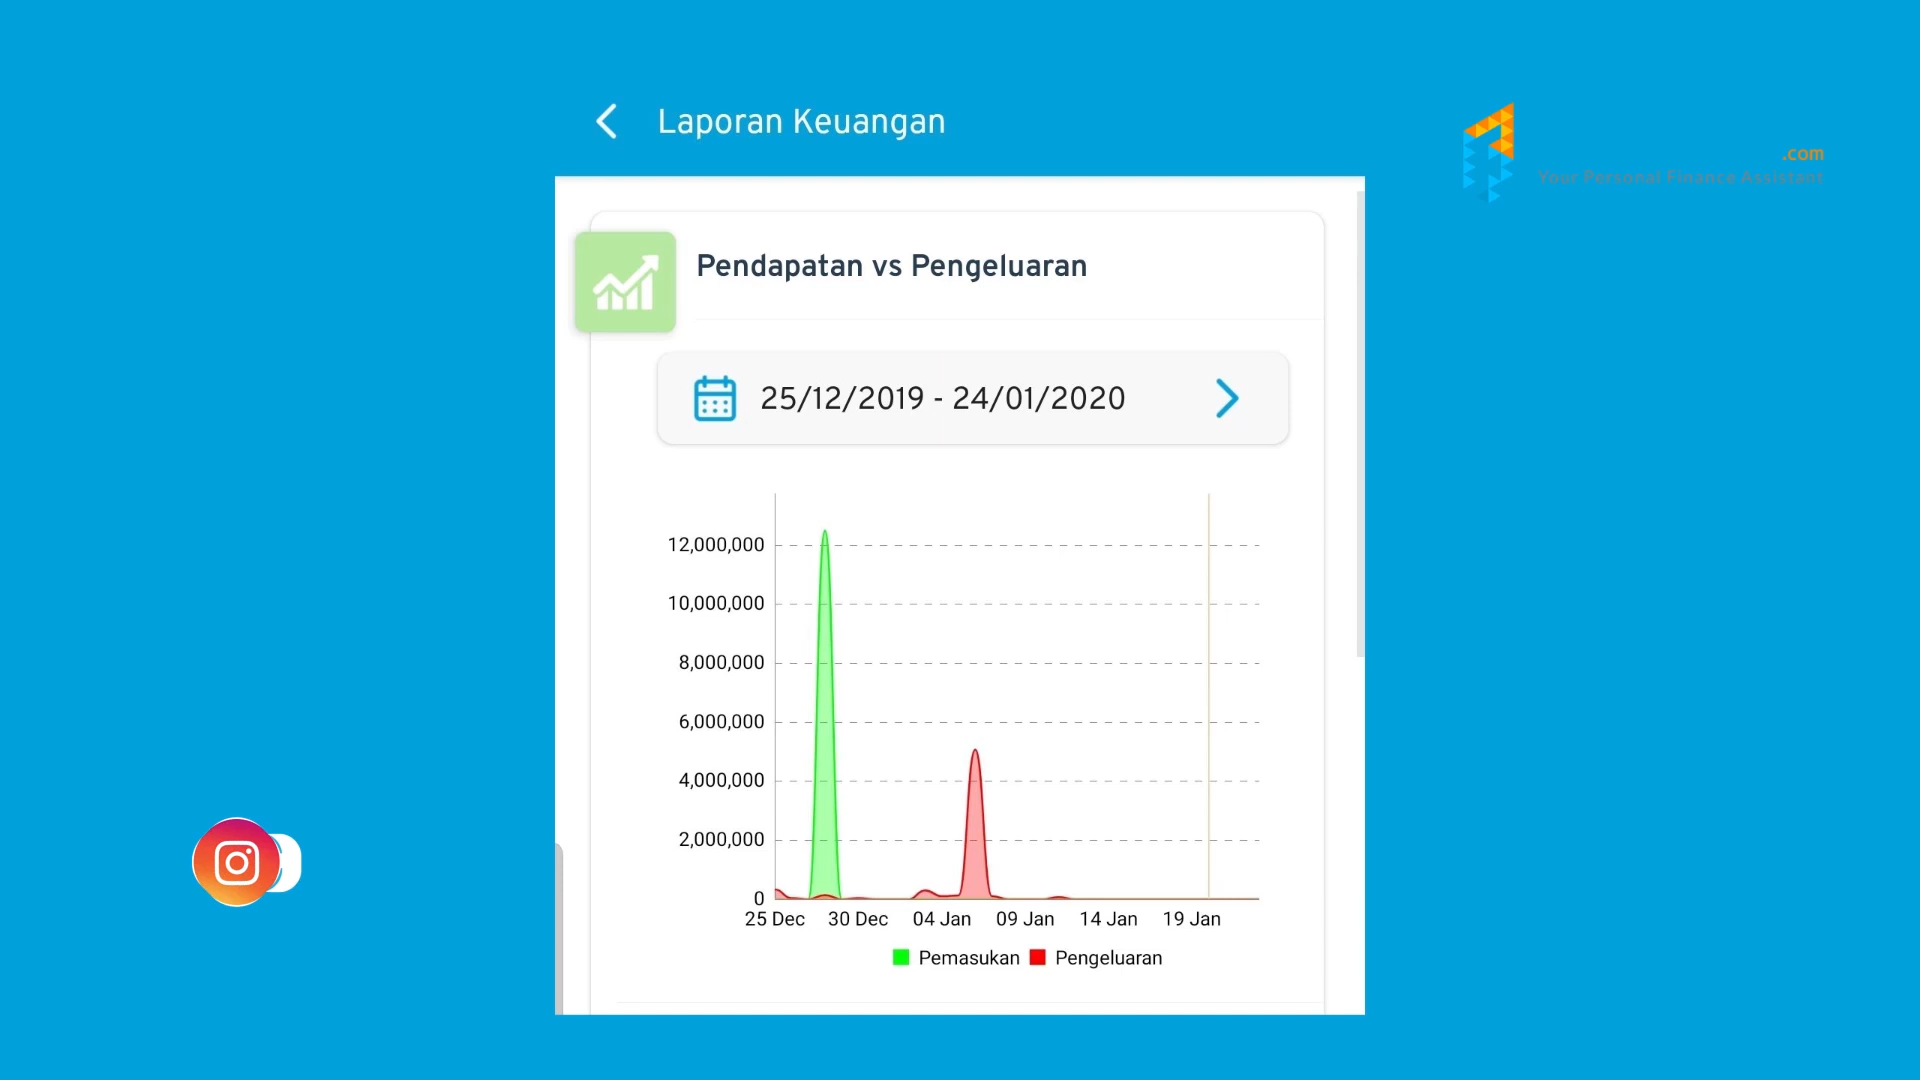 Laporan Keuangan
.com
Your Personal Finance Assistant
Pendapatan vs Pengeluaran
25/12/2019 - 24/01/2020
12,000,000
10,000,000
8,000,000
6,000,000
4,000,000
2,000,000
0
25 Dec 30 Dec 04 Jan 09 Jan 14 Jan 19 Jan
Pemasukan Pengeluaran